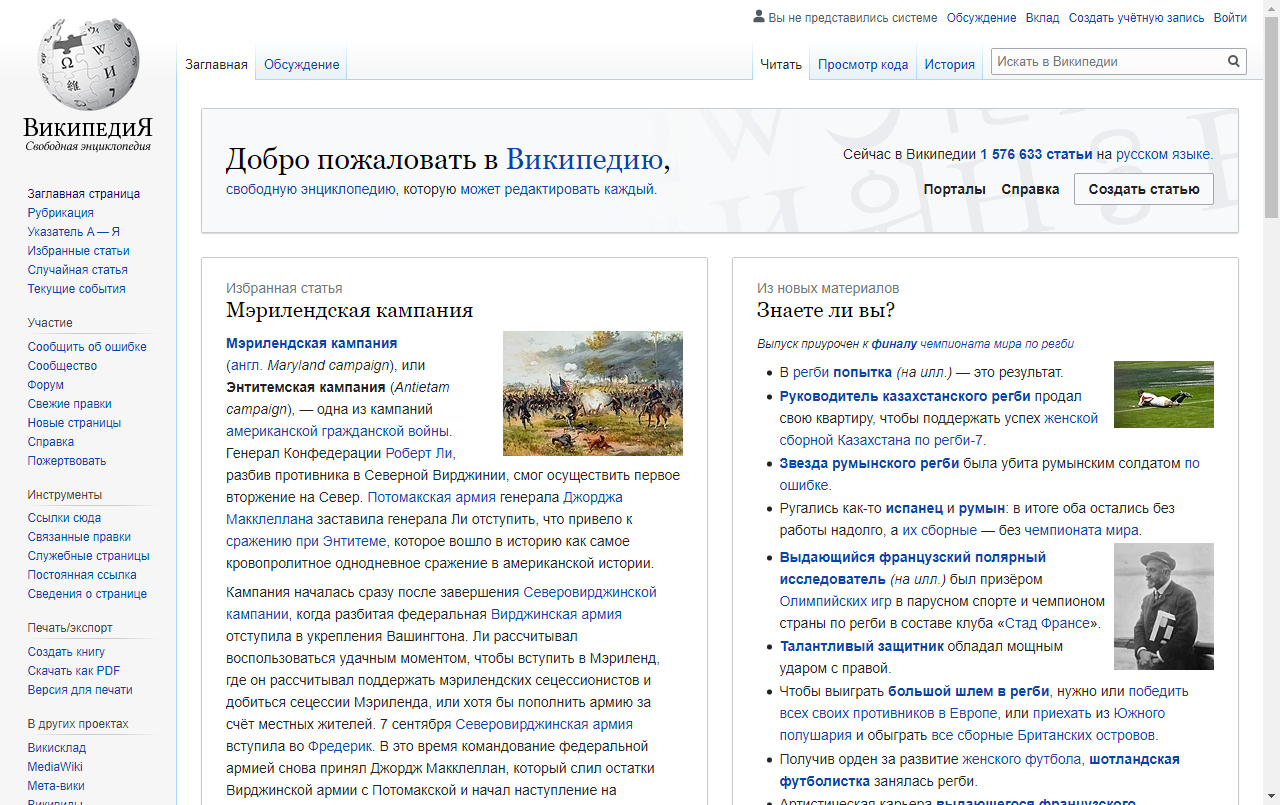 Вы не представились системе Обсуждение Вклад Создать учётную запись Войти
Заглавная Обсуждение Читать Просмотр кода История Искать в Википедии
ВикипедиЯ
Свободная энциклопедия
Заглавная страница
Рубрикация
Указатель А — Я
Избранные статьи
Случайная статья
Текущие события
Участие
Сообщить об ошибке
Сообщество
Форум
Свежие правки
Новые страницы
Справка
Пожертвовать
Инструменты
Ссылки сюда
Связанные правки
Служебные страницы
Постоянная ссылка
Сведения о странице
Печать/экспорт
Создать книгу
Скачать как PDF
Версия для печати
В других проектах
Викисклад
MediaWiki
Мета-вики
Викивиды
Добро пожаловать в Википедию,
свободную энциклопедию, которую может редактировать каждый.
Сейчас в Википедии 1 576 633 статьи на русском языке.
Порталы Справка Создать статью
Избранная статья
Мэрилендская кампания
Мэрилендская кампания
(англ. Maryland campaign), или
Энтитемская кампания (Antietam
campaign), — одна из кампаний
американской гражданской войны.
Генерал Конфедерации Роберт Ли,
разбив противника в Северной Вирджинии, смог осуществить первое
вторжение на Север. Потомакская армия генерала Джорджа
Макклеллана заставила генерала Ли отступить, что привело к
сражению при Энтитеме, которое вошло в историю как самое
кровопролитное однодневное сражение в американской истории.
Кампания началась сразу после завершения Северовирджинской
кампании, когда разбитая федеральная Вирджинская армия
отступила в укрепления Вашингтона. Ли рассчитывал
воспользоваться удачным моментом, чтобы вступить в Мэриленд,
где он рассчитывал поддержать мэрилендских сецессионистов и
добиться сецессии Мэриленда, или хотя бы пополнить армию за
счёт местных жителей. 7 сентября Северовирджинская армия
вступила во Фредерик. В это время командование федеральной
армией снова принял Джордж Макклеллан, который слил остатки
Вирджинской армии с Потомакской и начал наступление на
Из новых материалов
Знаете ли вы?
Выпуск приурочен к финалу чемпионата мира по регби
В регби попытка (на илл.) — это результат.
Руководитель казахстанского регби продал
свою квартиру, чтобы поддержать успех женской
сборной Казахстана по регби-7.
Звезда румынского регби была убита румынским солдатом по
ошибке.
Ругались как-то испанец и румын: в итоге оба остались без
работы надолго, а их сборные — без чемпионата мира.
Выдающийся французский полярный
исследователь (на илл.) был призёром
Олимпийских игр в парусном спорте и чемпионом
страны по регби в составе клуба «Стад Франсе».
Талантливый защитник обладал мощным
ударом с правой.
Чтобы выиграть большой шлем в регби, нужно или победить
всех своих противников в Европе, или приехать из Южного
полушария и обыграть все сборные Британских островов.
Получив орден за развитие женского футбола, шотландская
футболистка занялась регби.
Артистическая карьера выдающегося французского